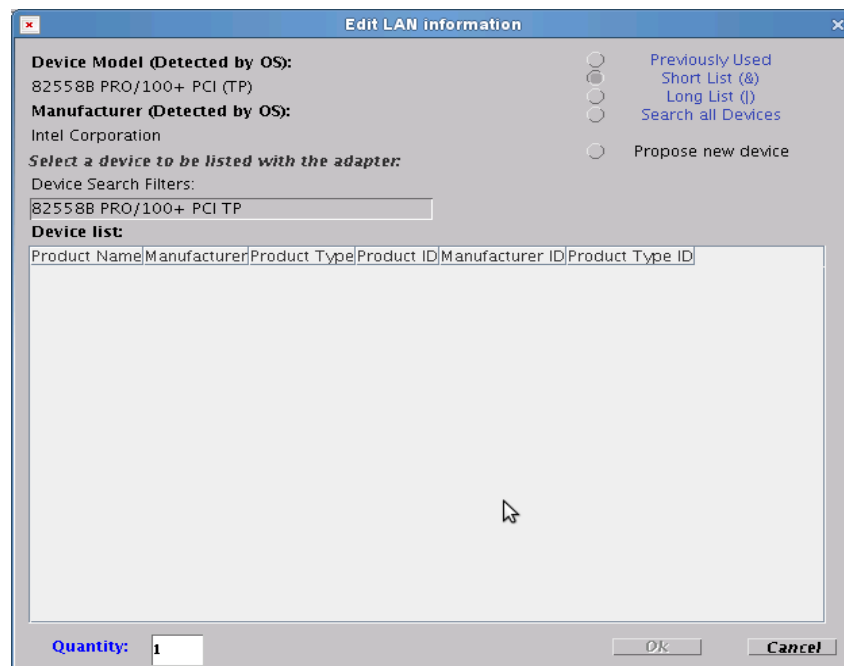 Edit LAN information
Device Model (Detected by OS):
82558B PRO/100+ PCI (TP)
Manufacturer (Detected by OS):
Intel Corporation
Select a device to be listed with the adapter:
Device Search Filters:
82558B PRO/100+ PCI TP
Previously Used
Short List (&)
Long List (|)
Search all Devices
Propose new device
Device list:
Product Name Manufacturer Product Type Product ID Manufacturer ID Product Type ID
Quantity: 1
Ok Cancel